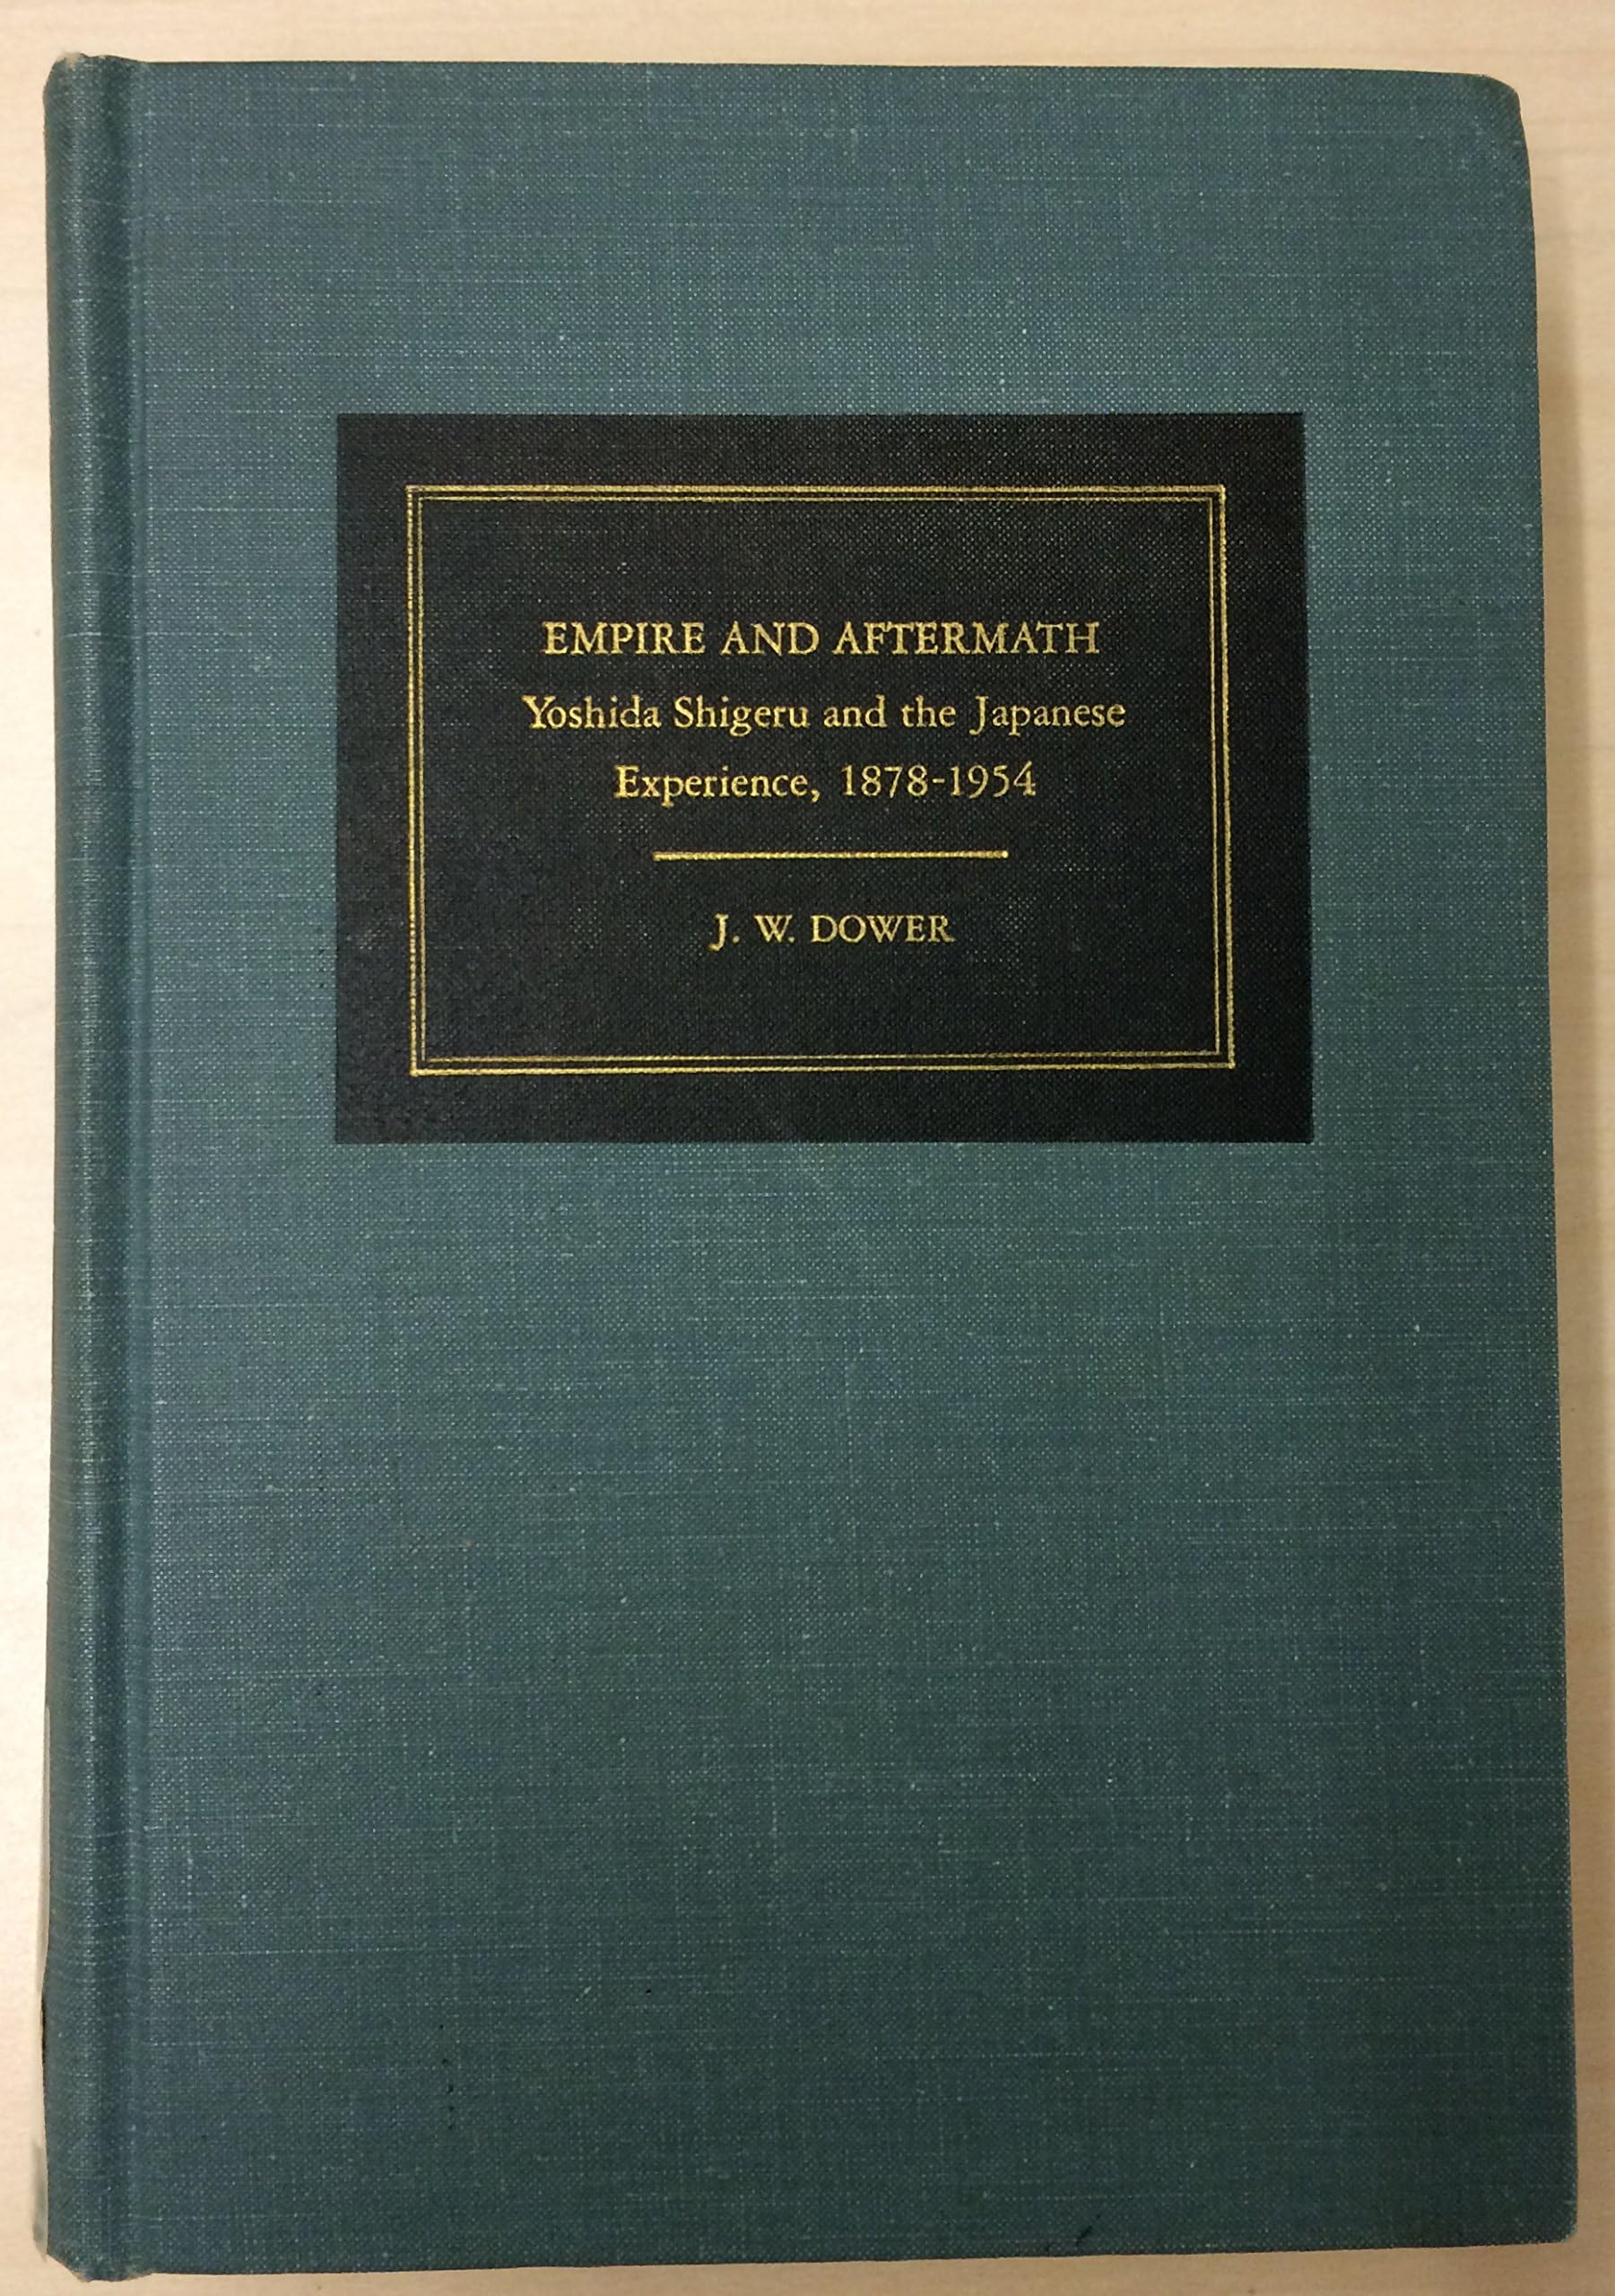 EMPIRE AND AFTERMATH
Yoshida Shigeru and the Japanese
Experience, 1878-1954
J. W. DOWER